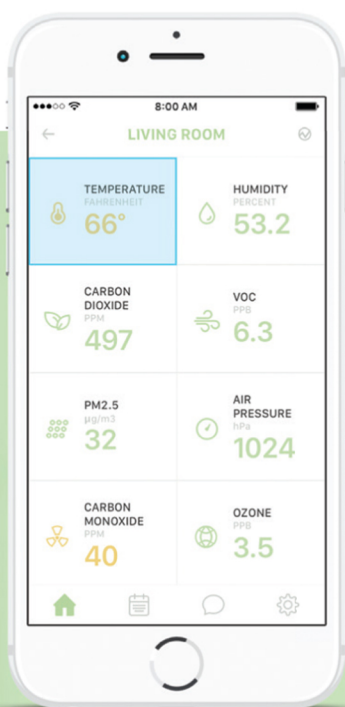 8:00 AM
LIVING ROOM
TEMPERATURE
FAHRENHEIT
66°
HUMIDITY
PERCENT
53.2
CARBON
DIOXIDE
PPM
497
VOC
PPB
6.3
PM2.5
µg/m3
32
AIR
PRESSURE
hPa
1024
CARBON
MONOXIDE
PPM
40
OZONE
PPB
3.5